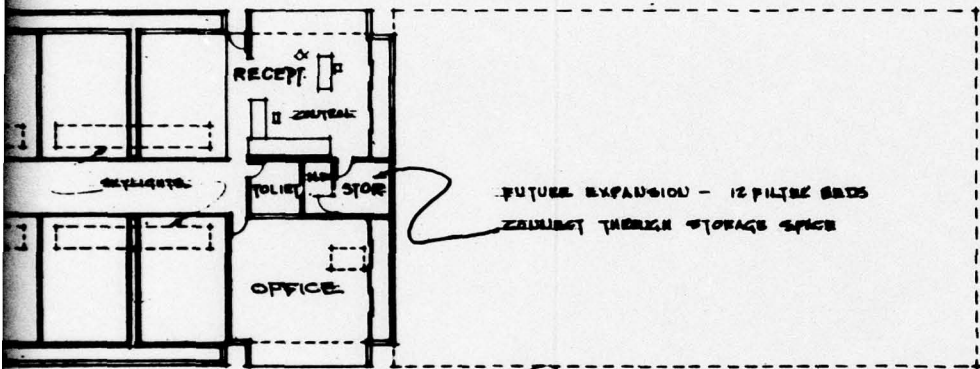 RECEPT.
CONTROL
SKYLIGHTS
TOILET
STOR
FUTURE EXPANSION - 12 FILTER BEDS
CONNECT THROUGH STORAGE SPACE
OFFICE